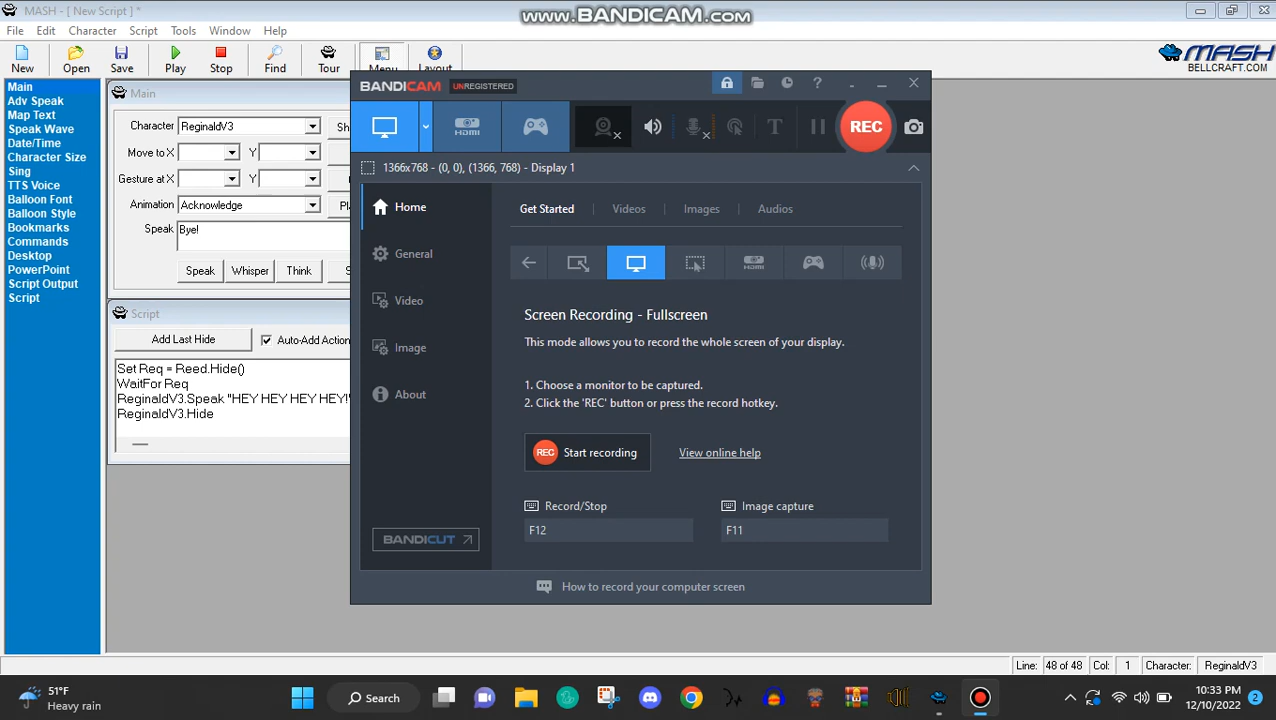 MASH - [ New Script ] *
www.BANDICAM.com
File Edit Character Script Tools Window Help
New Open Save Play Stop Find Tour Menu Layout
MASH
BELLCRAFT.COM
Main
Adv Speak
Map Text
Speak Wave
Date/Time
Character Size
Sing
TTS Voice
Balloon Font
Balloon Style
Bookmarks
Commands
Desktop
PowerPoint
Script Output
Script
Main
Character ReginaldV3
Move to X Y
Gesture at X Y
Animation Acknowledge
Speak Bye!
Speak Whisper Think
Script
Add Last Hide Auto-Add Action
Set Req = Reed.Hide()
WaitFor Req
ReginaldV3.Speak "HEY HEY HEY HEY!"
ReginaldV3.Hide
BANDICAM UNREGISTERED
HDMI T REC
1366x768 - (0, 0), (1366, 768) - Display 1
Home
General
Video
Image
About
BANDICUT
Get Started Videos Images Audios
HDMI
Screen Recording - Fullscreen
This mode allows you to record the whole screen of your display.
1. Choose a monitor to be captured.
2. Click the 'REC' button or press the record hotkey.
REC Start recording View online help
Record/Stop Image capture
F12 F11
How to record your computer screen
Line: 48 of 48 Col: 1 Character: ReginaldV3
51°F
Heavy rain
Search
10:33 PM
12/10/2022
2